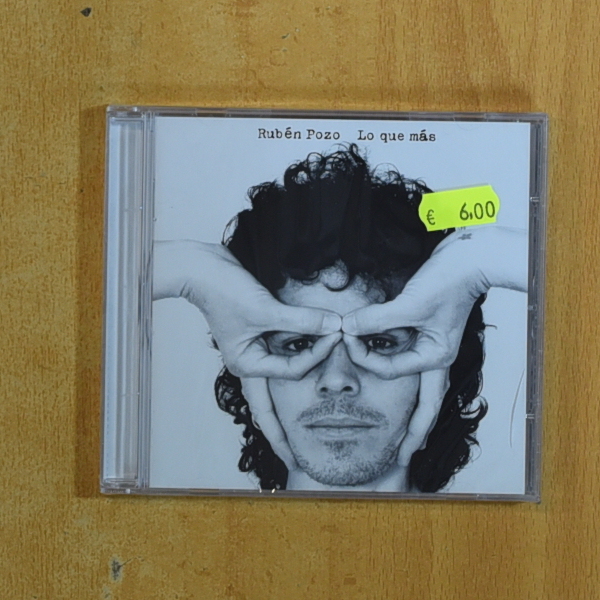 Rubén Pozo Lo que más
€ 6,00